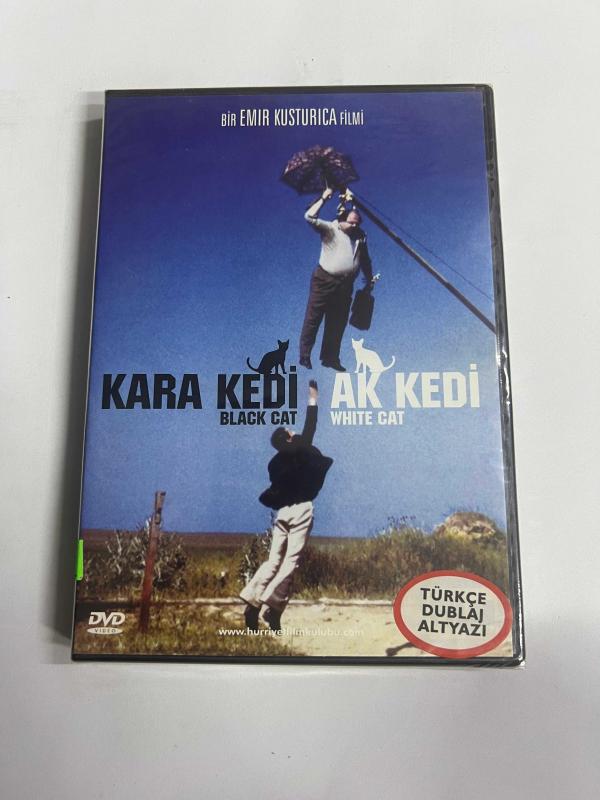 BİR EMIR KUSTURICA FİLMİ
KARA KEDİ AK KEDİ
BLACK CAT WHITE CAT
DVD
VIDEO
www.hurriyetfilmkulubu.com
TÜRKÇE
DUBLAJ
ALTYAZI